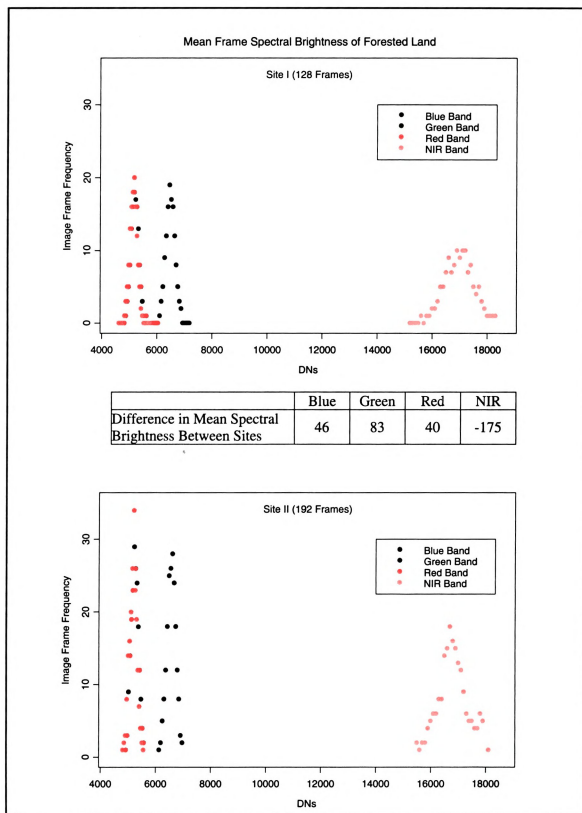 Mean Frame Spectral Brightness of Forested Land
Site I (128 Frames)
Blue Band
Green Band
Red Band
NIR Band
Image Frame Frequency
30
20
10
0
4000 6000 8000 10000 12000 14000 16000 18000
DNs
Blue Green Red NIR
Difference in Mean Spectral
Brightness Between Sites 46 83 40 -175
Site II (192 Frames)
Blue Band
Green Band
Red Band
NIR Band
Image Frame Frequency
30
20
10
0
4000 6000 8000 10000 12000 14000 16000 18000
DNs